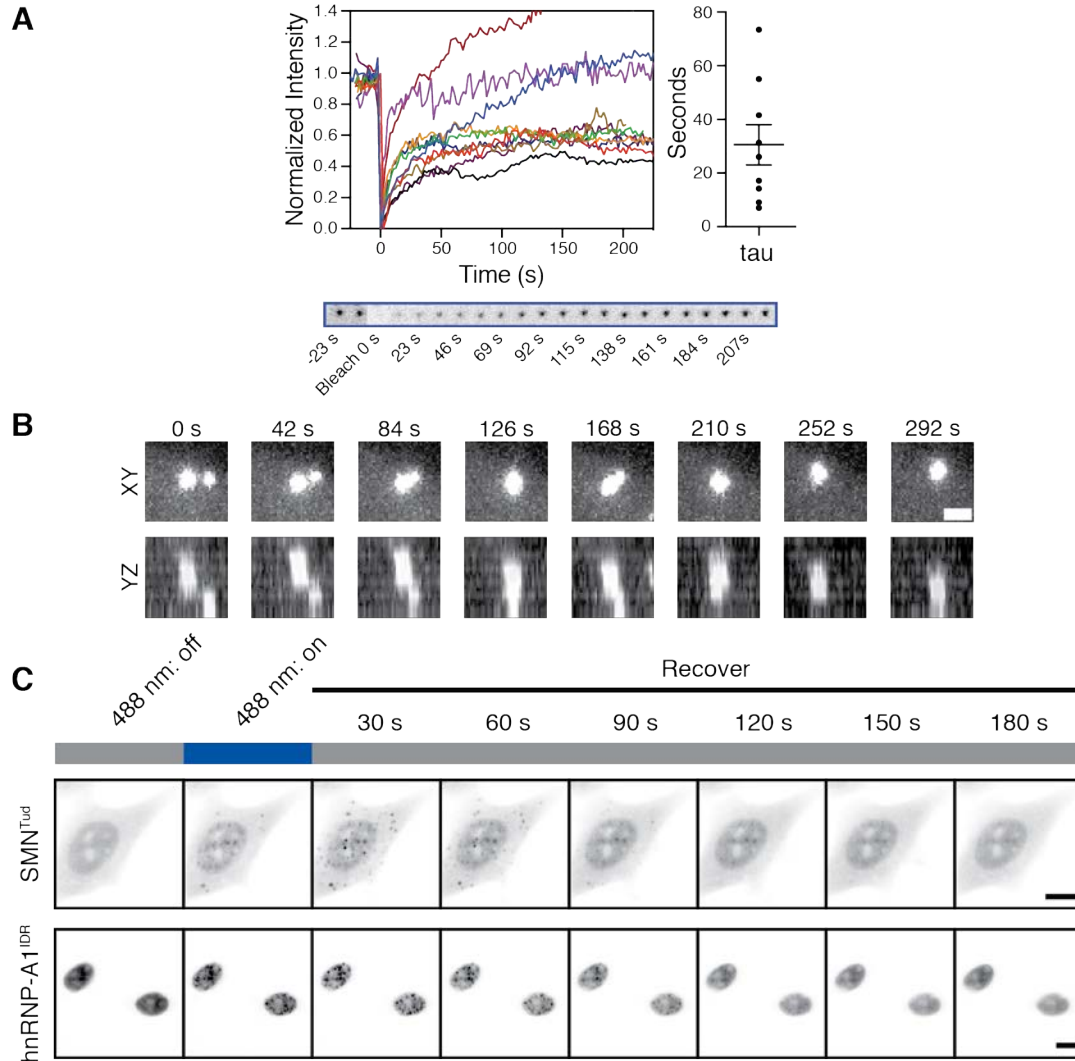 A
Normalized Intensity
1.4
1.2
1.0
0.8
0.6
0.4
0.2
0.0
0 50 100 150 200
Time (s)
Seconds
80
60
40
20
0
tau
-23 s Bleach 0 s 23 s 46 s 69 s 92 s 115 s 138 s 161 s 184 s 207s
B
0 s 42 s 84 s 126 s 168 s 210 s 252 s 292 s
XY
YZ
C
488 nm: off 488 nm: on
Recover
30 s 60 s 90 s 120 s 150 s 180 s
SMNTud
hnRNP-A1IDR